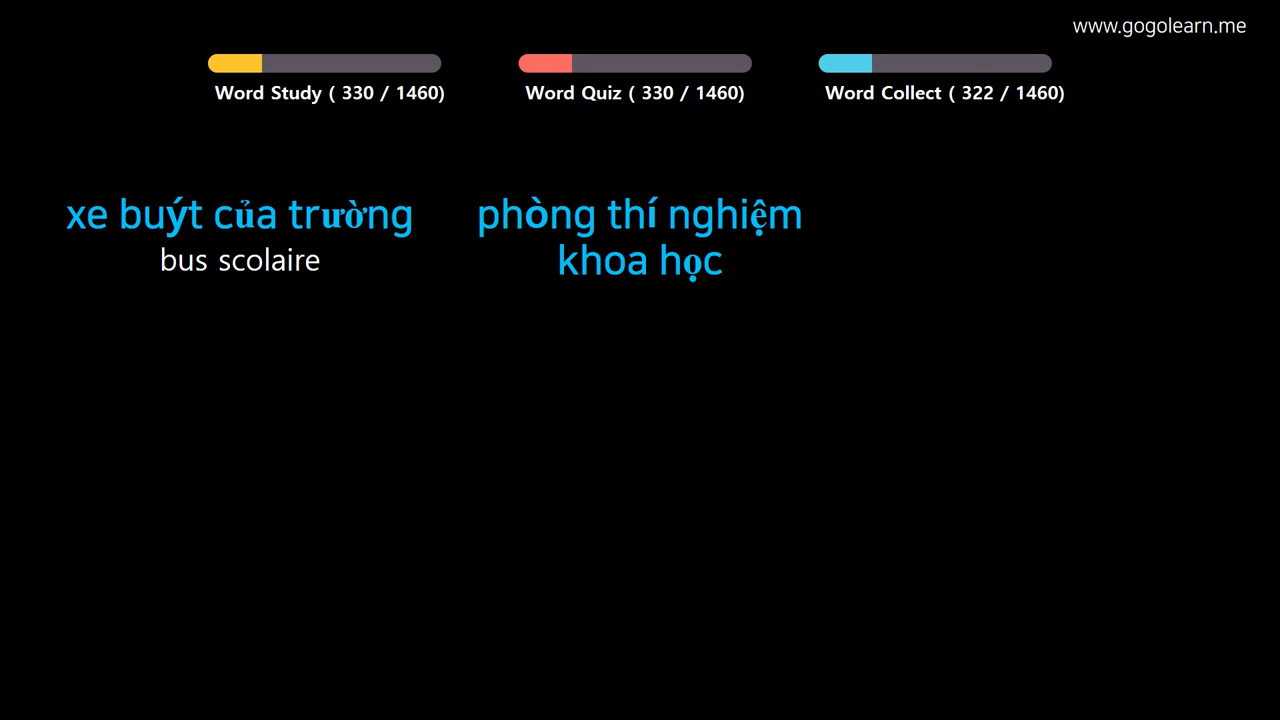 www.gogolearn.me
Word Study ( 330 / 1460)
Word Quiz ( 330 / 1460)
Word Collect ( 322 / 1460)
xe buýt của trường
bus scolaire
phòng thí nghiệm
khoa học